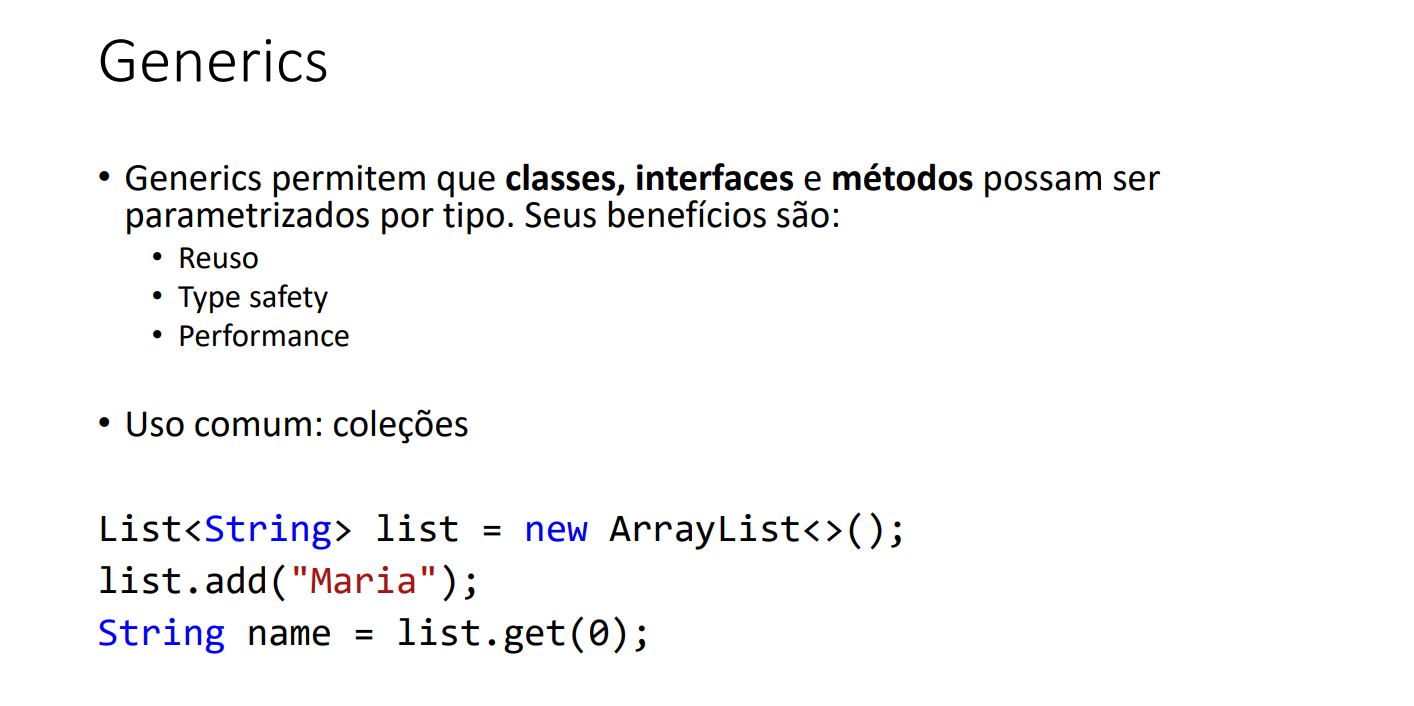 Generics
• Generics permitem que classes, interfaces e métodos possam ser
parametrizados por tipo. Seus benefícios são:
• Reuso
• Type safety
• Performance
• Uso comum: coleções
List<String> list = new ArrayList<>();
list.add("Maria");
String name = list.get(0);